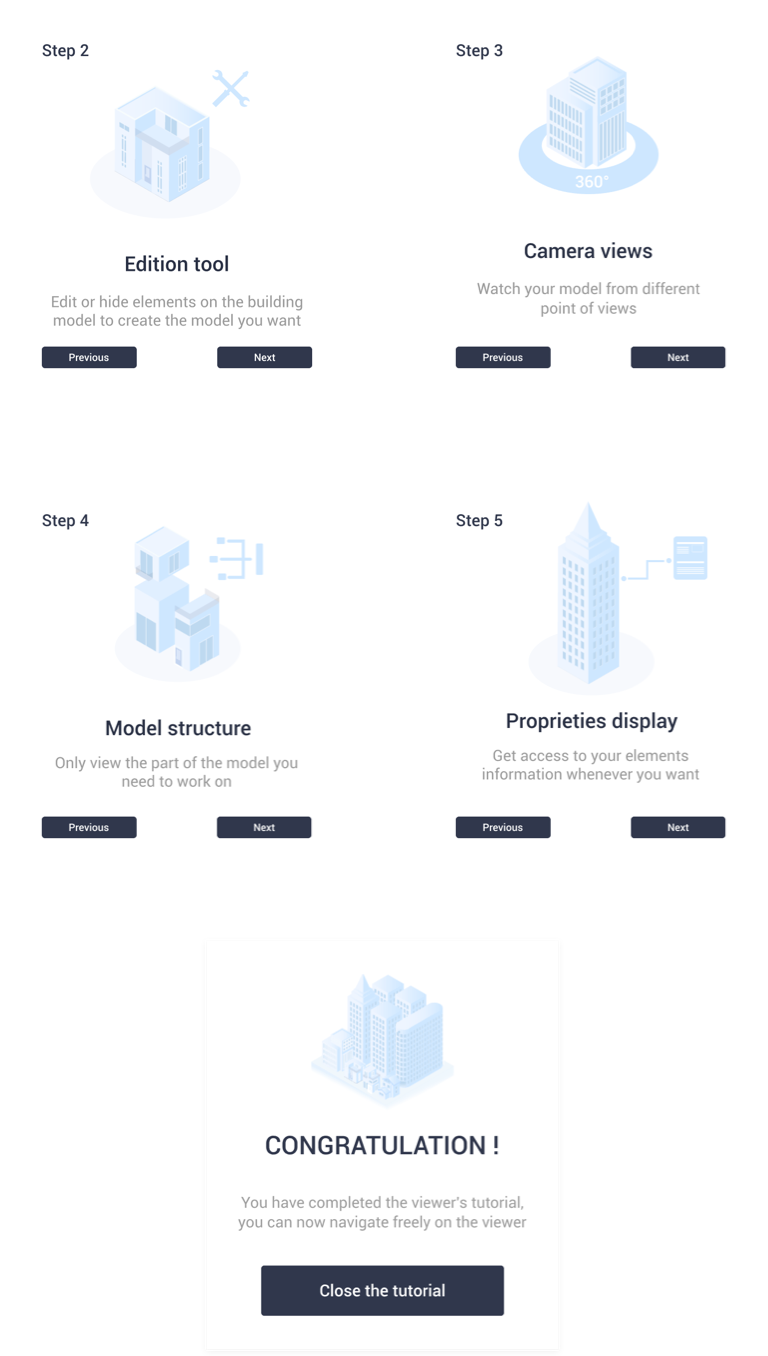 Step 2
Edition tool
Edit or hide elements on the building
model to create the model you want
Previous
Next
Step 3
360°
Camera views
Watch your model from different
point of views
Previous
Next
Step 4
Model structure
Only view the part of the model you
need to work on
Previous
Next
Step 5
Proprieties display
Get access to your elements
information whenever you want
Previous
Next
CONGRATULATION !
You have completed the viewer's tutorial,
you can now navigate freely on the viewer
Close the tutorial